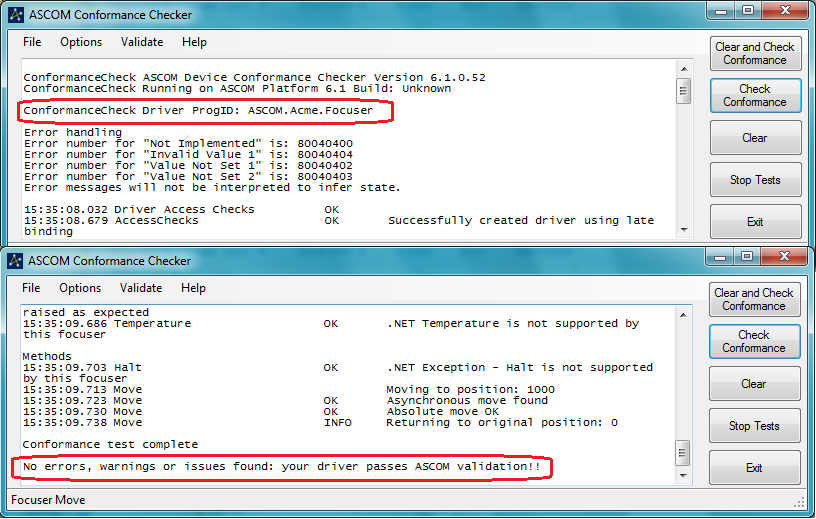 ASCOM Conformance Checker
File Options Validate Help
ConformanceCheck ASCOM Device Conformance Checker Version 6.1.0.52
ConformanceCheck Running on ASCOM Platform 6.1 Build: Unknown
ConformanceCheck Driver ProgID: ASCOM.Acme.Focuser
Error handling
Error number for "Not Implemented" is: 80040400
Error number for "Invalid Value 1" is: 80040404
Error number for "Value Not Set 1" is: 80040402
Error number for "Value Not Set 2" is: 80040403
Error messages will not be interpreted to infer state.
15:35:08.032 Driver Access Checks OK
15:35:08.679 AccessChecks OK Successfully created driver using late
binding
Clear and Check
Conformance
Check
Conformance
Clear
Stop Tests
Exit
ASCOM Conformance Checker
File Options Validate Help
raised as expected
15:35:09.686 Temperature OK .NET Temperature is not supported by
this focuser
Methods
15:35:09.703 Halt OK .NET Exception - Halt is not supported
by this focuser
15:35:09.713 Move Moving to position: 1000
15:35:09.723 Move OK Asynchronous move found
15:35:09.730 Move OK Absolute move OK
15:35:09.738 Move INFO Returning to original position: 0
Conformance test complete
No errors, warnings or issues found: your driver passes ASCOM validation!!
Clear and Check
Conformance
Check
Conformance
Clear
Stop Tests
Exit
Focuser Move